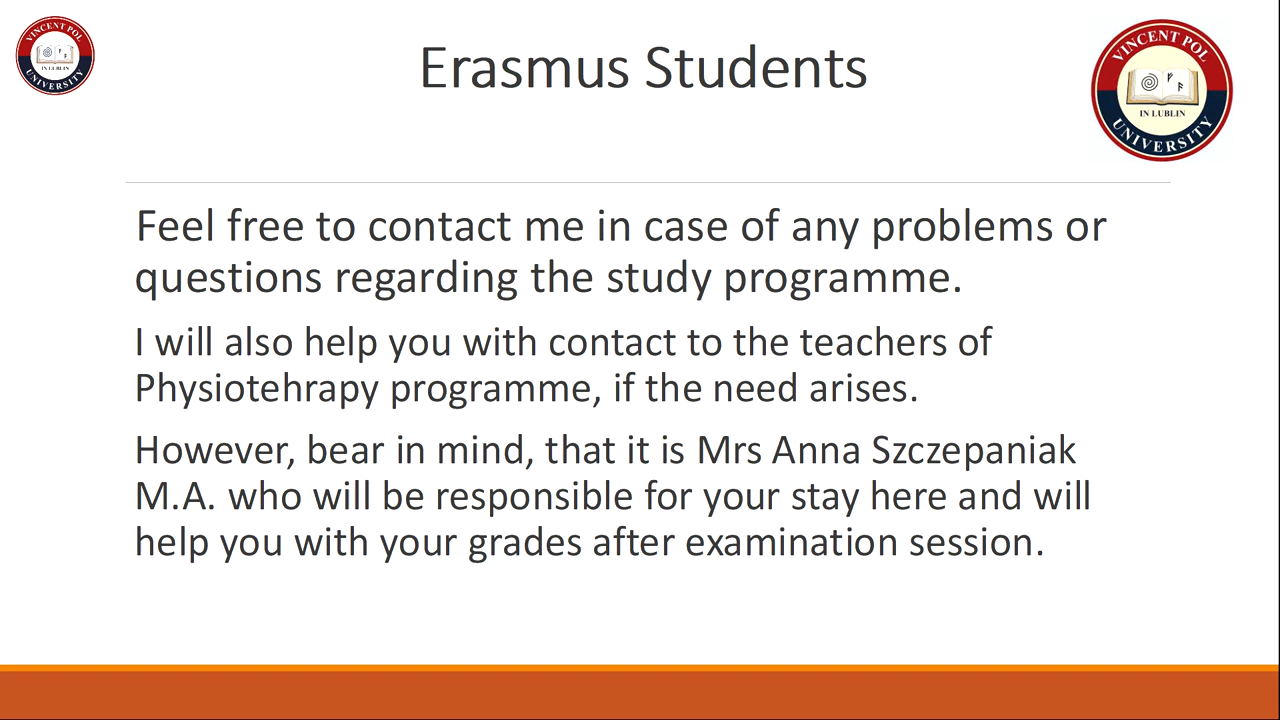 VINCENT POL
IN LUBLIN
UNIVERSITY
Erasmus Students
VINCENT POL
IN LUBLIN
UNIVERSITY
Feel free to contact me in case of any problems or
questions regarding the study programme.
I will also help you with contact to the teachers of
Physiotehrapy programme, if the need arises.
However, bear in mind, that it is Mrs Anna Szczepaniak
M.A. who will be responsible for your stay here and will
help you with your grades after examination session.